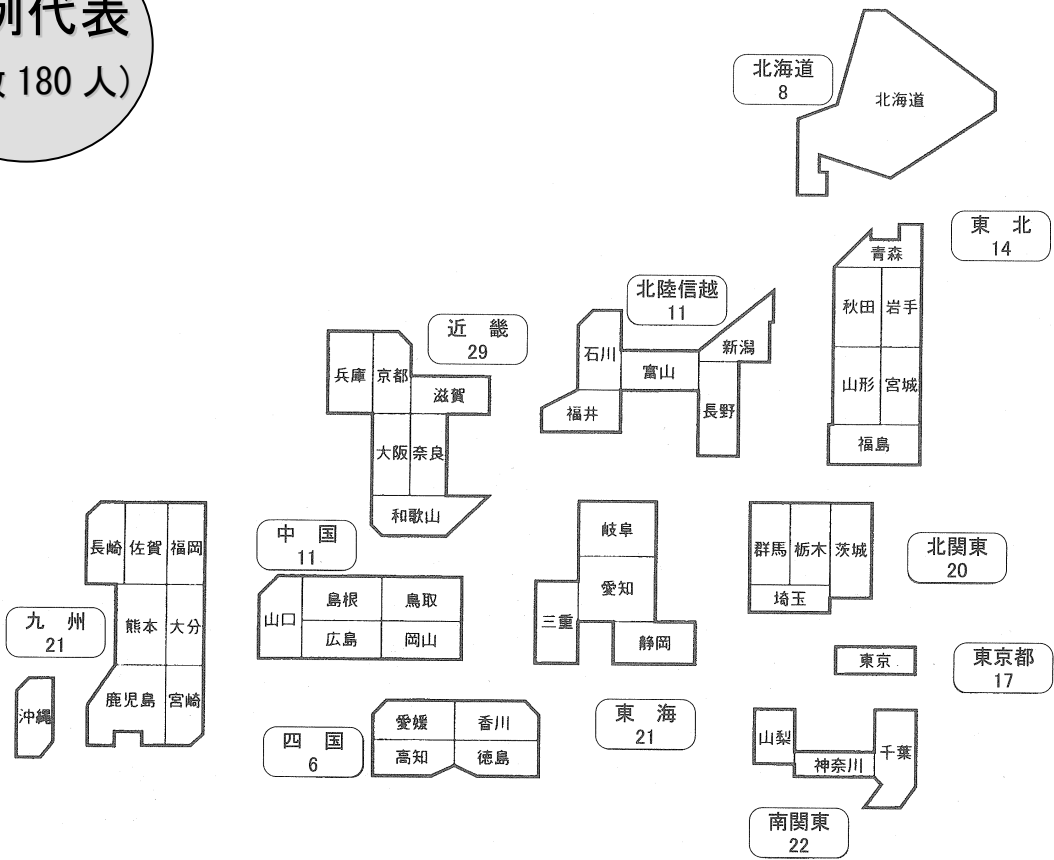 例代表
数 180 人)
北海道
8
北海道
東 北
14
青森
秋田
岩手
山形
宮城
福島
北陸信越
11
石川
富山
新潟
福井
長野
近 畿
29
兵庫
京都
滋賀
大阪
奈良
和歌山
中 国
11
山口
島根
鳥取
広島
岡山
四 国
6
愛媛
香川
高知
徳島
九 州
21
長崎
佐賀
福岡
熊本
大分
鹿児島
宮崎
沖縄
東 海
21
岐阜
愛知
三重
静岡
北関東
20
群馬
栃木
茨城
埼玉
東京都
17
東京
南関東
22
山梨
神奈川
千葉